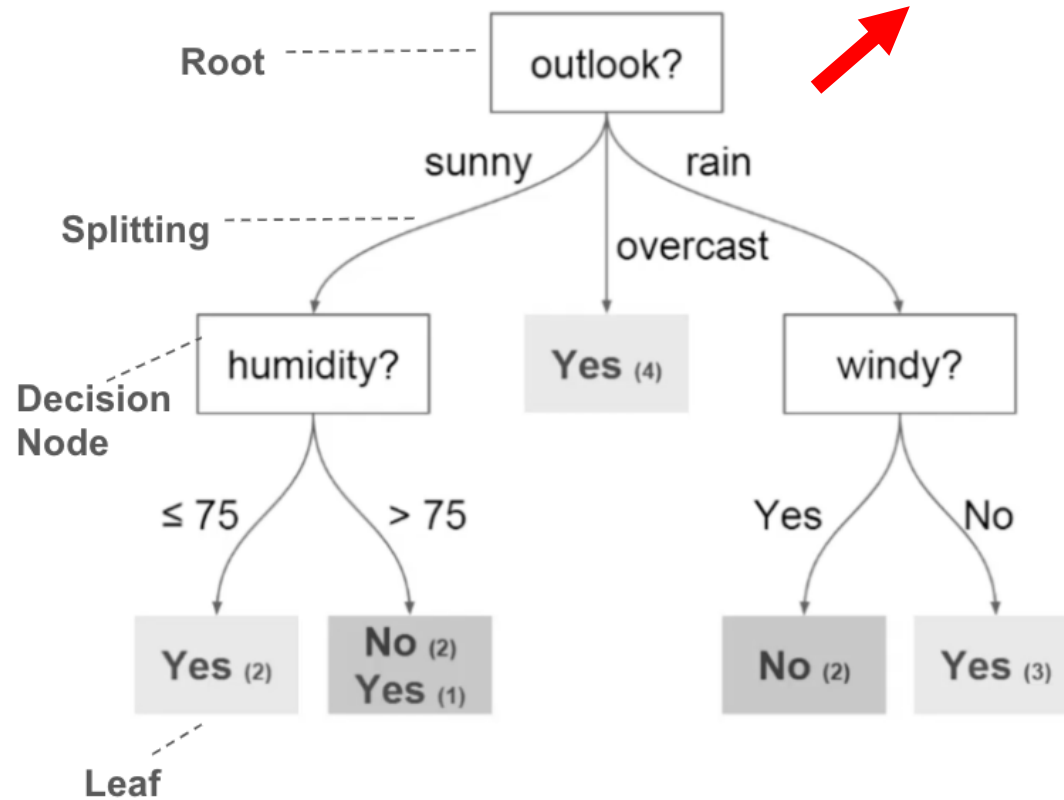 Root
outlook?
sunny
rain
Splitting
overcast
humidity?
Yes (4)
windy?
Decision
Node
≤ 75
> 75
Yes
No
Yes (2)
No (2)
Yes (1)
No (2)
Yes (3)
Leaf